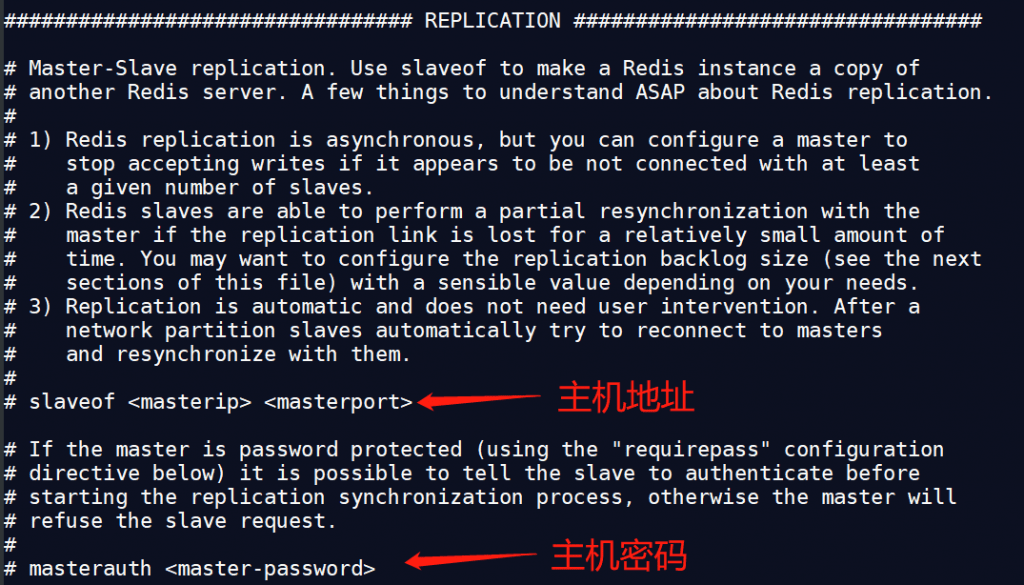 ################################# REPLICATION #################################
# Master-Slave replication. Use slaveof to make a Redis instance a copy of
# another Redis server. A few things to understand ASAP about Redis replication.
#
# 1) Redis replication is asynchronous, but you can configure a master to
#    stop accepting writes if it appears to be not connected with at least
#    a given number of slaves.
# 2) Redis slaves are able to perform a partial resynchronization with the
#    master if the replication link is lost for a relatively small amount of
#    time. You may want to configure the replication backlog size (see the next
#    sections of this file) with a sensible value depending on your needs.
# 3) Replication is automatic and does not need user intervention. After a
#    network partition slaves automatically try to reconnect to masters
#    and resynchronize with them.
#
# slaveof <masterip> <masterport> 主机地址
# If the master is password protected (using the "requirepass" configuration
# directive below) it is possible to tell the slave to authenticate before
# starting the replication synchronization process, otherwise the master will
# refuse the slave request.
#
# masterauth <master-password> 主机密码